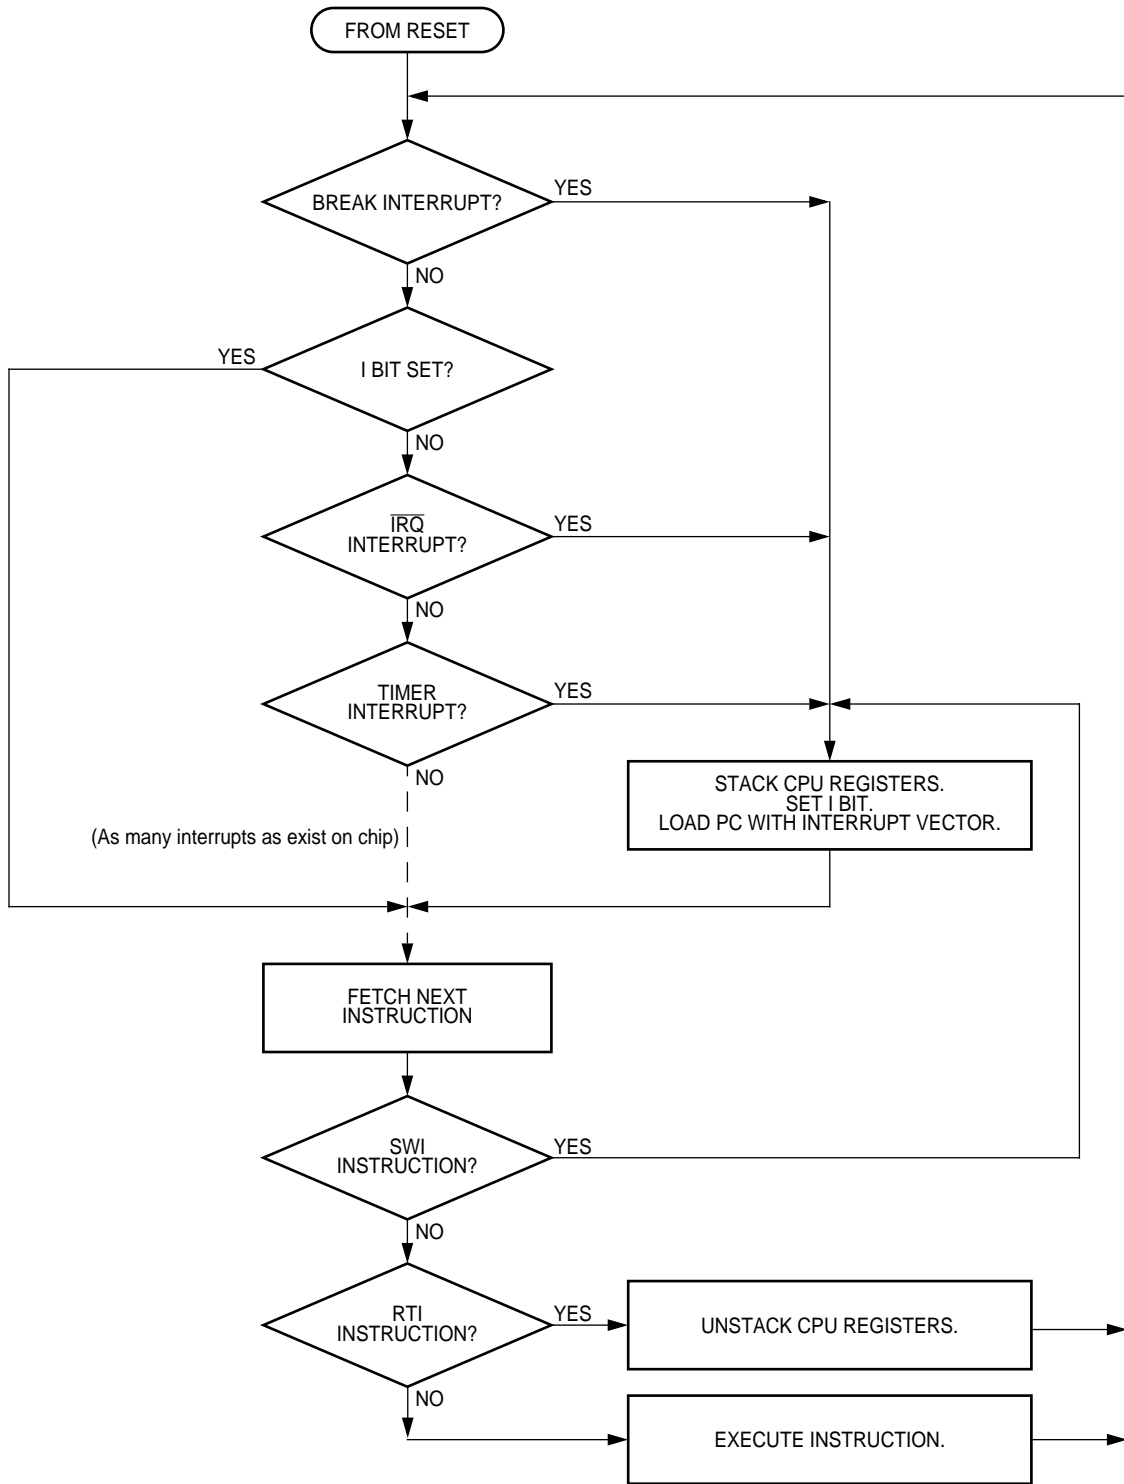 FROM RESET
BREAK INTERRUPT?
YES
NO
YES
I BIT SET?
NO
IRQ
INTERRUPT?
YES
NO
TIMER
INTERRUPT?
YES
NO
STACK CPU REGISTERS.
SET I BIT.
LOAD PC WITH INTERRUPT VECTOR.
(As many interrupts as exist on chip)
FETCH NEXT
INSTRUCTION
SWI
INSTRUCTION?
YES
NO
RTI
INSTRUCTION?
YES
UNSTACK CPU REGISTERS.
NO
EXECUTE INSTRUCTION.